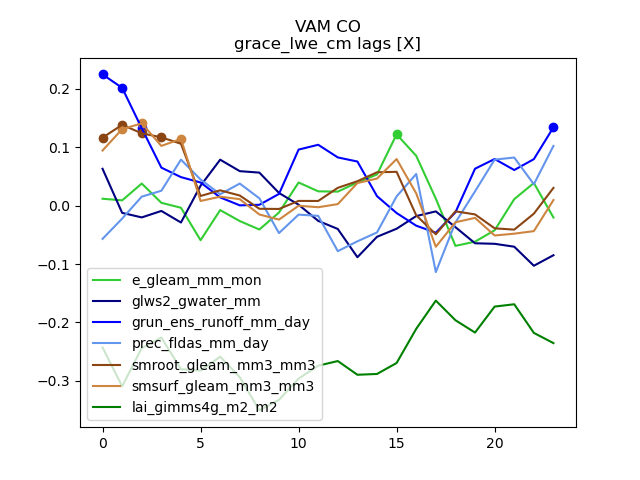 VAM CO
grace_lwe_cm lags [X]
0.2
0.1
0.0
−0.1
−0.2
−0.3
e_gleam_mm_mon
glws2_gwater_mm
grun_ens_runoff_mm_day
prec_fldas_mm_day
smroot_gleam_mm3_mm3
smsurf_gleam_mm3_mm3
lai_gimms4g_m2_m2
0 5 10 15 20